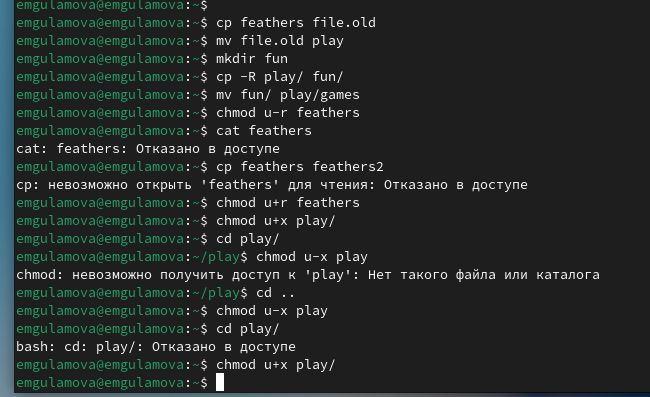 emgulamova@emgulamova:~$
emgulamova@emgulamova:~$ cp feathers file.old
emgulamova@emgulamova:~$ mv file.old play
emgulamova@emgulamova:~$ mkdir fun
emgulamova@emgulamova:~$ cp -R play/ fun/
emgulamova@emgulamova:~$ mv fun/ play/games
emgulamova@emgulamova:~$ chmod u-r feathers
emgulamova@emgulamova:~$ cat feathers
cat: feathers: Отказано в доступе
emgulamova@emgulamova:~$ cp feathers feathers2
cp: невозможно открыть 'feathers' для чтения: Отказано в доступе
emgulamova@emgulamova:~$ chmod u+r feathers
emgulamova@emgulamova:~$ chmod u+x play/
emgulamova@emgulamova:~$ cd play/
emgulamova@emgulamova:~/play$ chmod u-x play
chmod: невозможно получить доступ к 'play': Нет такого файла или каталога
emgulamova@emgulamova:~/play$ cd ..
emgulamova@emgulamova:~$ chmod u-x play
emgulamova@emgulamova:~$ cd play/
bash: cd: play/: Отказано в доступе
emgulamova@emgulamova:~$ chmod u+x play/
emgulamova@emgulamova:~$